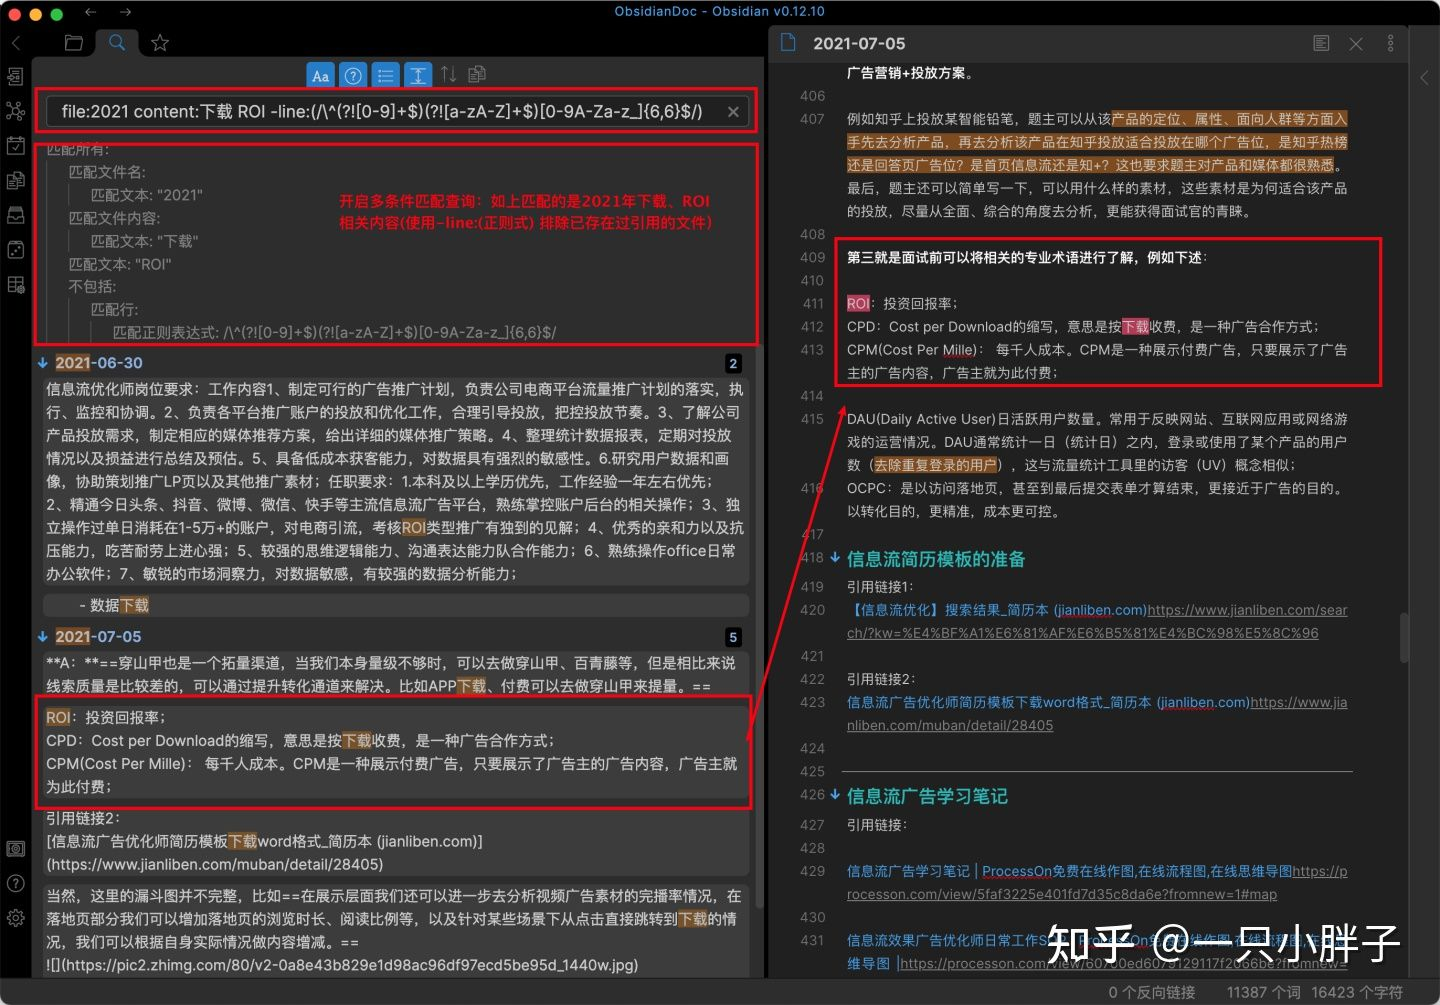 ObsidianDoc - Obsidian v0.12.10
file:2021 content:下载 ROI -line:(/\^(?![0-9]+$)(?![a-zA-Z]+$)[0-9A-Za-z_]{6,6}$/)
匹配所有:
匹配文件名:
匹配文本: "2021"
匹配文件内容:
匹配文本: "下载"
匹配文本: "ROI"
不包括:
匹配行:
匹配正则表达式: /\^(?![0-9]+$)(?![a-zA-Z]+$)[0-9A-Za-z_]{6,6}$/
开启多条件匹配查询：如上匹配的是2021年下载、ROI
相关内容(使用-line:(正则式) 排除已存在过引用的文件)
2021-06-30
2
信息流优化师岗位要求：工作内容1、制定可行的广告推广计划，负责公司电商平台流量推广计划的落实，执
行、监控和协调。2、负责各平台推广账户的投放和优化工作，合理引导投放，把控投放节奏。3、了解公司
产品投放需求，制定相应的媒体推荐方案，给出详细的媒体推广策略。4、整理统计数据报表，定期对投放
情况以及损益进行总结及预估。5、具备低成本获客能力，对数据具有强烈的敏感性。6.研究用户数据和画
像，协助策划推广LP页以及其他推广素材；任职要求：1.本科及以上学历优先，工作经验一年左右优先；
2、精通今日头条、抖音、微博、微信、快手等主流信息流广告平台，熟练掌控账户后台的相关操作；3、独
立操作过单日消耗在1-5万+的账户，对电商引流，考核ROI类型推广有独到的见解；4、优秀的亲和力以及抗
压能力，吃苦耐劳上进心强；5、较强的思维逻辑能力、沟通表达能力队合作能力；6、熟练操作office日常
办公软件；7、敏锐的市场洞察力，对数据敏感，有较强的数据分析能力；
- 数据下载
2021-07-05
5
**A：**==穿山甲也是一个拓量渠道，当我们本身量级不够时，可以去做穿山甲、百青藤等，但是相比来说
线索质量是比较差的，可以通过提升转化通道来解决。比如APP下载、付费可以去做穿山甲来提量。==
ROI：投资回报率；
CPD：Cost per Download的缩写，意思是按下载收费，是一种广告合作方式；
CPM(Cost Per Mille)： 每千人成本。CPM是一种展示付费广告，只要展示了广告主的广告内容，广告主就
为此付费；
引用链接2：
[信息流广告优化师简历模板下载word格式_简历本 (jianliben.com)]
(https://www.jianliben.com/muban/detail/28405)
当然，这里的漏斗图并不完整，比如==在展示层面我们还可以进一步去分析视频广告素材的完播率情况，在
落地页部分我们可以增加落地页的浏览时长、阅读比例等，以及针对某些场景下从点击直接跳转到下载的情
况，我们可以根据自身实际情况做内容增减。==
![](https://pic2.zhimg.com/80/v2-0a8e43b829e1d98ac96df97ecd5be95d_1440w.jpg)
2021-07-05
广告营销+投放方案。
406
407 例如知乎上投放某智能铅笔，题主可以从该产品的定位、属性、面向人群等方面入
手先去分析产品，再去分析该产品在知乎投放适合投放在哪个广告位，是知乎热榜
还是回答页广告位？是首页信息流还是知+？这也要求题主对产品和媒体都很熟悉。
最后，题主还可以简单写一下，可以用什么样的素材，这些素材是为何适合该产品
的投放，尽量从全面、综合的角度去分析，更能获得面试官的青睐。
408
409 第三就是面试前可以将相关的专业术语进行了解，例如下述：
410
411 ROI：投资回报率；
412 CPD：Cost per Download的缩写，意思是按下载收费，是一种广告合作方式；
413 CPM(Cost Per Mille)： 每千人成本。CPM是一种展示付费广告，只要展示了广告
主的广告内容，广告主就为此付费；
414
415 DAU(Daily Active User)日活跃用户数量。常用于反映网站、互联网应用或网络游
戏的运营情况。DAU通常统计一日（统计日）之内，登录或使用了某个产品的用户
数（去除重复登录的用户），这与流量统计工具里的访客（UV）概念相似；
416 OCPC：是以访问落地页，甚至到最后提交表单才算结束，更接近于广告的目的。
以转化目的，更精准，成本更可控。
417
418 信息流简历模板的准备
419 引用链接1：
420 【信息流优化】搜索结果_简历本 (jianliben.com)https://www.jianliben.com/sear
ch/?kw=%E4%BF%A1%E6%81%AF%E6%B5%81%E4%BC%98%E5%8C%96
421
422 引用链接2：
423 信息流广告优化师简历模板下载word格式_简历本 (jianliben.com)https://www.jia
nliben.com/muban/detail/28405
424
425
426 信息流广告学习笔记
427 引用链接：
428
429 信息流广告学习笔记 | ProcessOn免费在线作图,在线流程图,在线思维导图https://p
rocesson.com/view/5faf3225e401fd7d35c8da6e?fromnew=1#map
430
431 信息流效果广告优化师日常工作
维导图 |https://processon.com/view/60700ed6079129117f2066be?fromnew=
知乎 @一只小胖子
0 个反向链接 11387 个词 16423 个字符